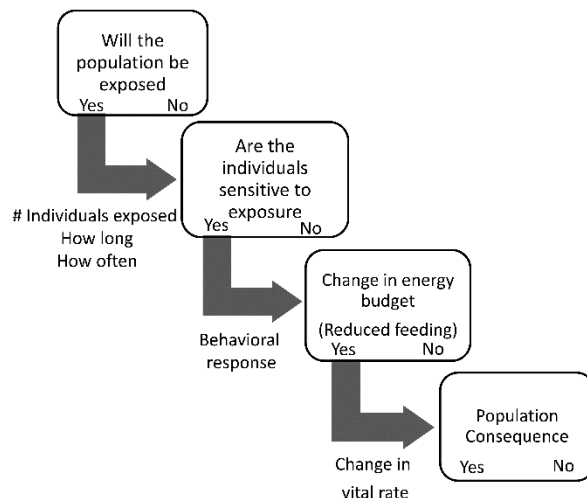 Will the
population be
exposed
Yes No
# Individuals exposed
How long
How often
Are the
individuals
sensitive to
exposure
Yes No
Behavioral
response
Change in energy
budget
(Reduced feeding)
Yes No
Change in
vital rate
Population
Consequence
Yes No